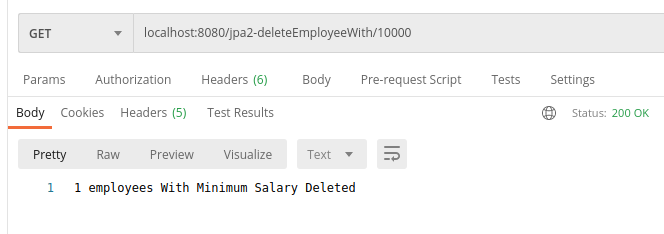 GET localhost:8080/jpa2-deleteEmployeeWith/10000
Params Authorization Headers (6) Body Pre-request Script Tests Settings
Body Cookies Headers (5) Test Results Status: 200 OK
Pretty Raw Preview Visualize Text
1 1 employees With Minimum Salary Deleted